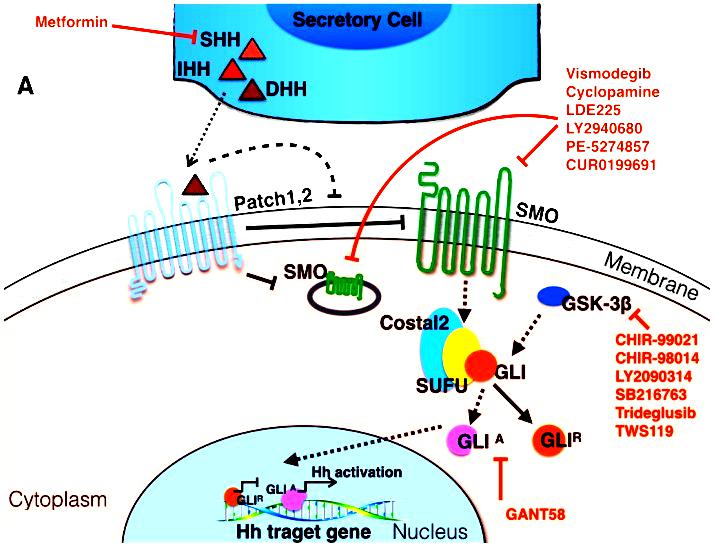 Secretory Cell
Metformin
SHH
IHH
DHH
A
Vismodegib
Cyclopamine
LDE225
LY2940680
PE-5274857
CUR0199691
Patch1,2
SMO
SMO
Membrane
GSK-3β
Costal2
CHIR-99021
CHIR-98014
LY2090314
SB216763
Trideglusib
TWS119
SUFU
GLI
GLI A
GLIR
Hh activation
GLIR
GLI A
Cytoplasm
GANT58
Hh traget gene
Nucleus